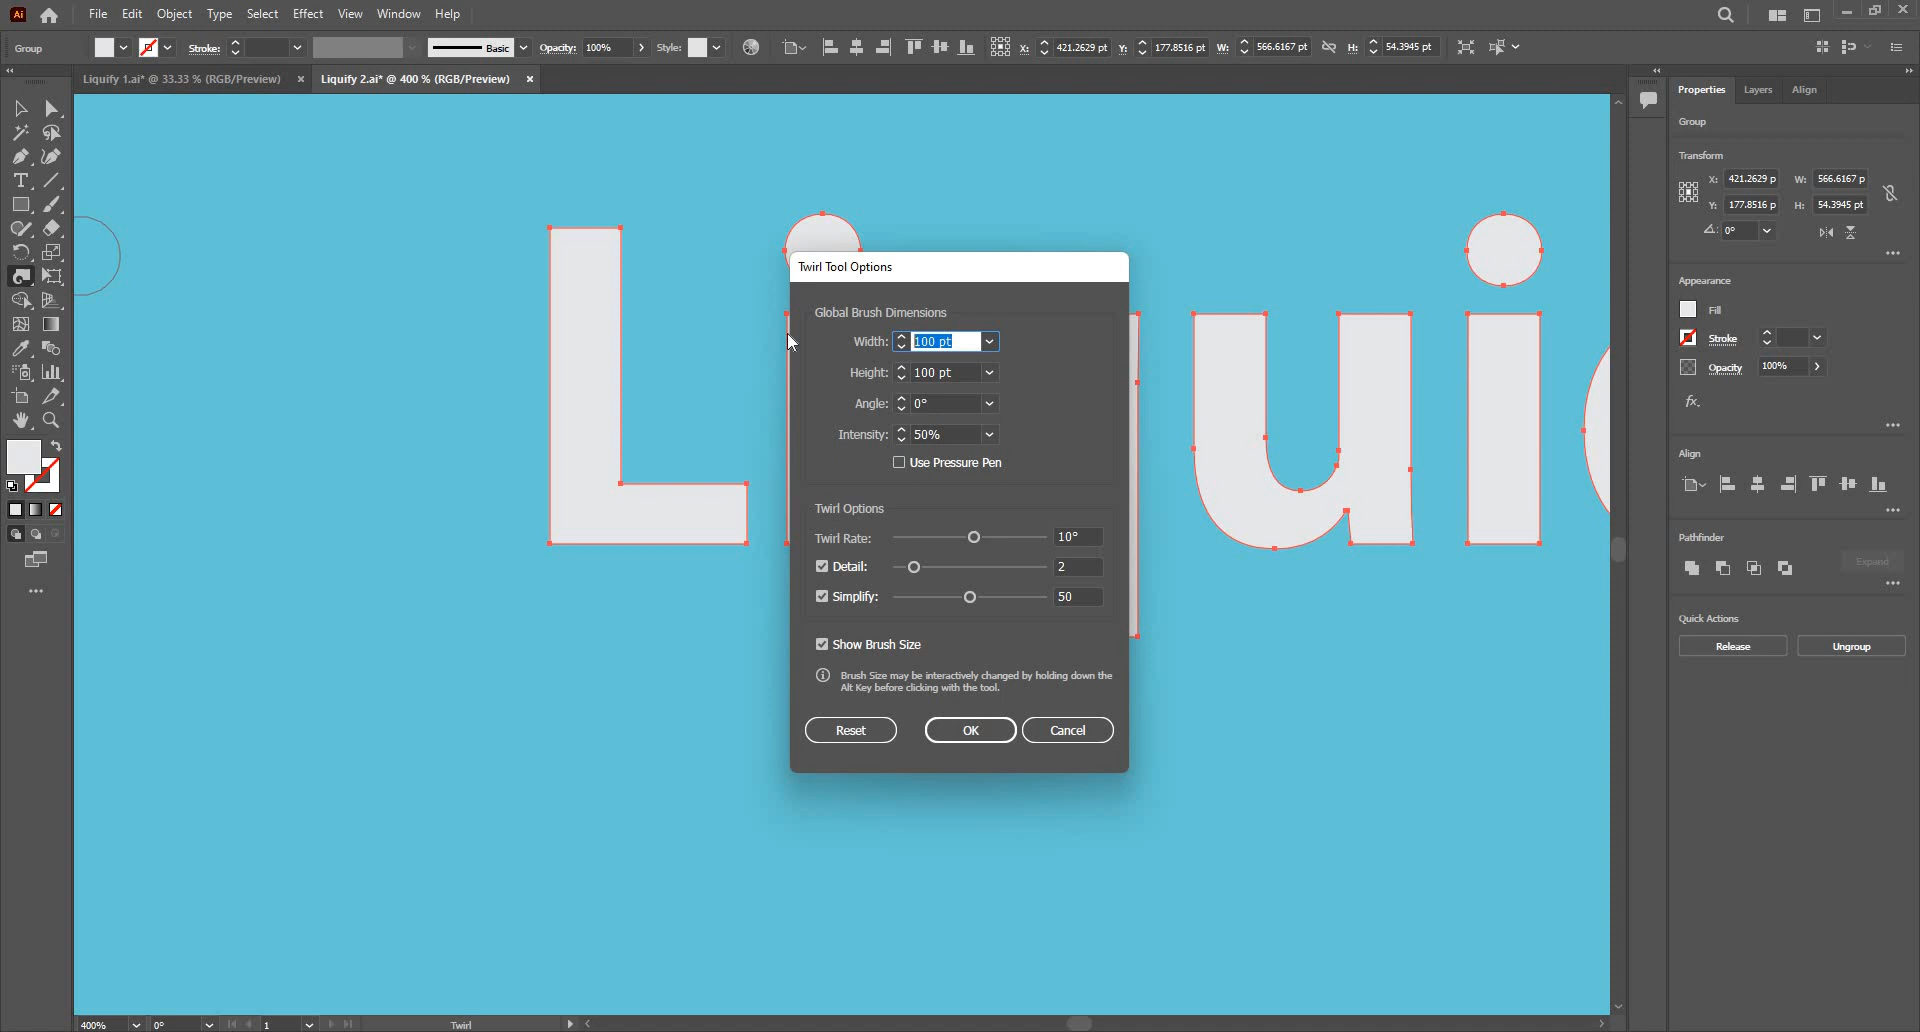 Ai File Edit Object Type Select Effect View Window Help
Group Stroke: Basic Opacity: 100% Style: X: 421.2629 pt Y: 177.8516 pt W: 566.6167 pt H: 54.3945 pt
Liquify 1.ai* @ 33.33 % (RGB/Preview) × Liquify 2.ai* @ 400 % (RGB/Preview) ×
Liquid
Twirl Tool Options
Global Brush Dimensions
Width: 100 pt
Height: 100 pt
Angle: 0°
Intensity: 50%
Use Pressure Pen
Twirl Options
Twirl Rate: 10°
Detail: 2
Simplify: 50
Show Brush Size
Brush Size may be interactively changed by holding down the
Alt Key before clicking with the tool.
Reset OK Cancel
Properties Layers Align
Group
Transform
X: 421.2629 p W: 566.6167 p
Y: 177.8516 p H: 54.3945 pt
0°
Appearance
Fill
Stroke
Opacity 100%
fx.
Align
Pathfinder
Expand
Quick Actions
Release Ungroup
400% 0° 1 Twirl